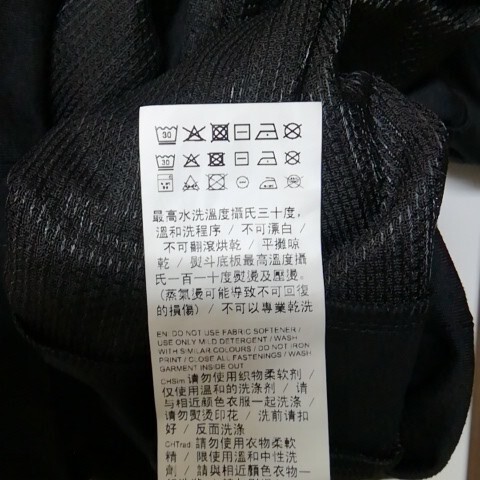 30
30
最高水洗溫度攝氏三十度，
溫和洗程序 / 不可漂白 /
不可翻滾烘乾 / 平攤晾
乾 / 熨斗底板最高溫度攝
氏一百一十度熨燙及壓燙。
(蒸氣燙可能導致不可回復
的損傷) / 不可以專業乾洗
EN: DO NOT USE FABRIC SOFTENER /
USE ONLY MILD DETERGENT / WASH
WITH SIMILAR COLOURS / DO NOT IRON
PRINT / CLOSE ALL FASTENINGS / WASH
GARMENT INSIDE OUT
CHSim 请勿使用织物柔软剂 /
仅使用温和的洗涤剂 / 请
与相近颜色衣服一起洗涤 /
请勿熨烫印花 / 洗前请扣
好 / 反面洗涤
CHTrad 請勿使用衣物柔軟
精 / 限使用溫和中性洗
劑 / 請與相近顏色衣物一